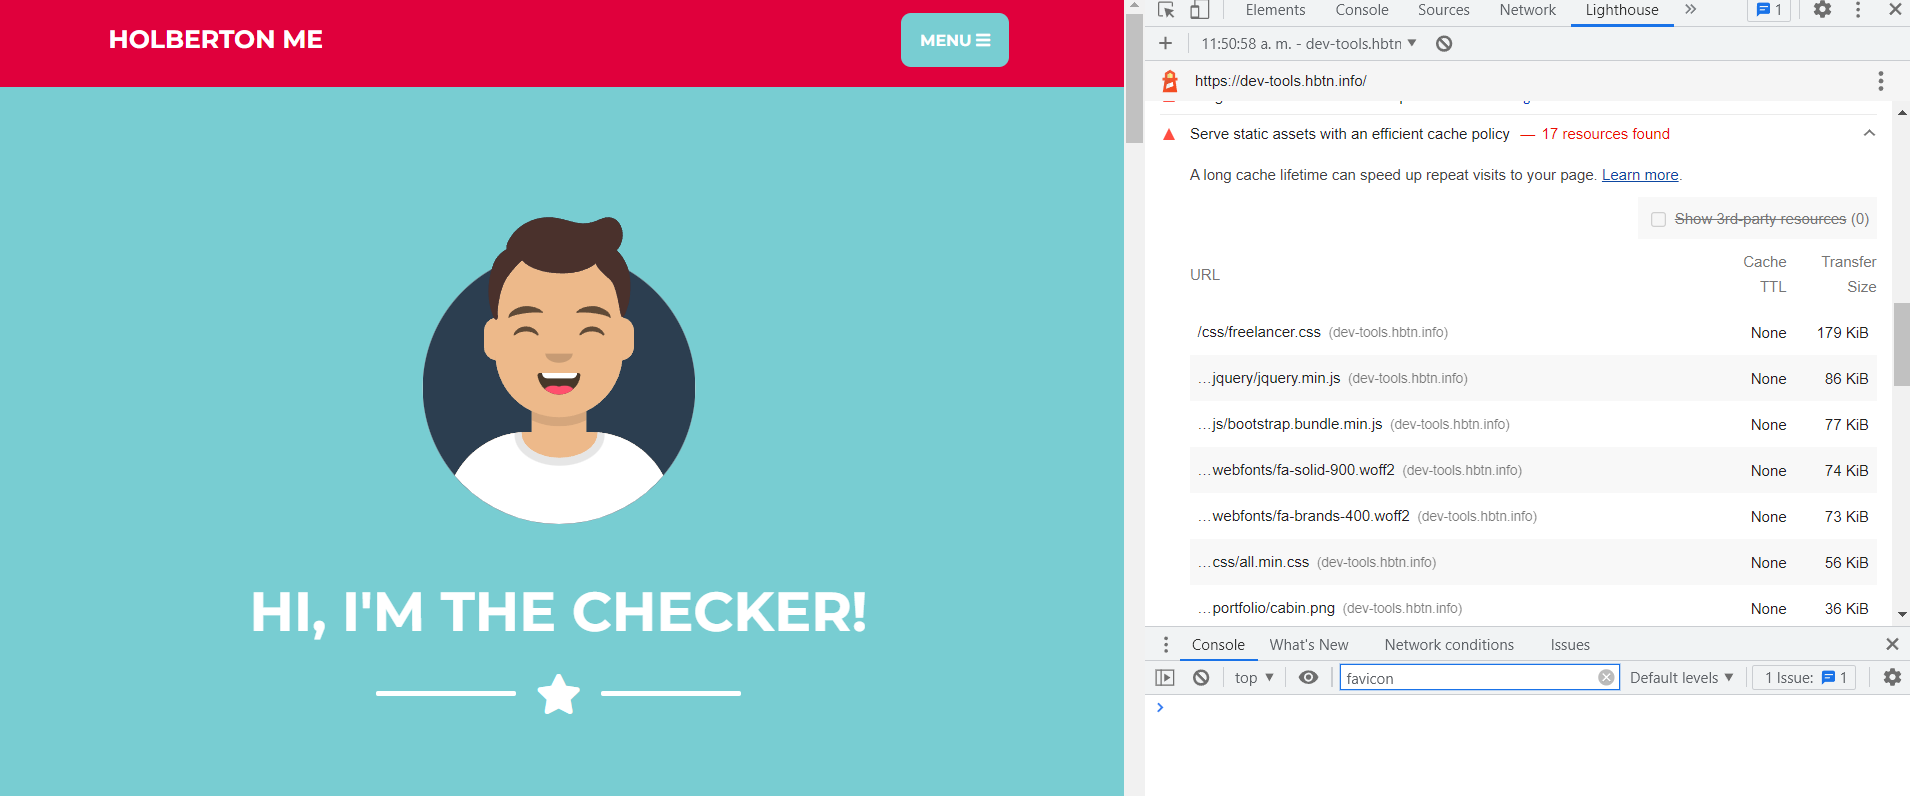 HOLBERTON ME
MENU
HI, I'M THE CHECKER!
Elements Console Sources Network Lighthouse » 1
11:50:58 a. m. - dev-tools.hbtn
https://dev-tools.hbtn.info/
Serve static assets with an efficient cache policy — 17 resources found
A long cache lifetime can speed up repeat visits to your page. Learn more.
Show 3rd-party resources (0)
URL Cache TTL Transfer Size
/css/freelancer.css (dev-tools.hbtn.info) None 179 KiB
…jquery/jquery.min.js (dev-tools.hbtn.info) None 86 KiB
…js/bootstrap.bundle.min.js (dev-tools.hbtn.info) None 77 KiB
…webfonts/fa-solid-900.woff2 (dev-tools.hbtn.info) None 74 KiB
…webfonts/fa-brands-400.woff2 (dev-tools.hbtn.info) None 73 KiB
…css/all.min.css (dev-tools.hbtn.info) None 56 KiB
…portfolio/cabin.png (dev-tools.hbtn.info) None 36 KiB
Console What's New Network conditions Issues
top favicon Default levels 1 Issue: 1